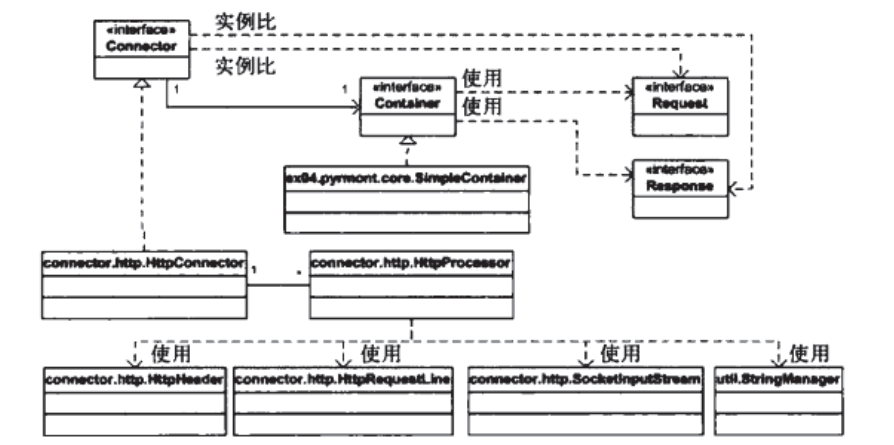 实例比
«interface»
Connector
实例比
1
1
«interface»
Container
使用
使用
«interface»
Request
«interface»
Response
ex04.pyrmont.core.SimpleContainer
connector.http.HttpConnector
1
*
connector.http.HttpProcessor
使用
使用
使用
使用
connector.http.HttpHeader
connector.http.HttpRequestLine
connector.http.SocketInputStream
util.StringManager